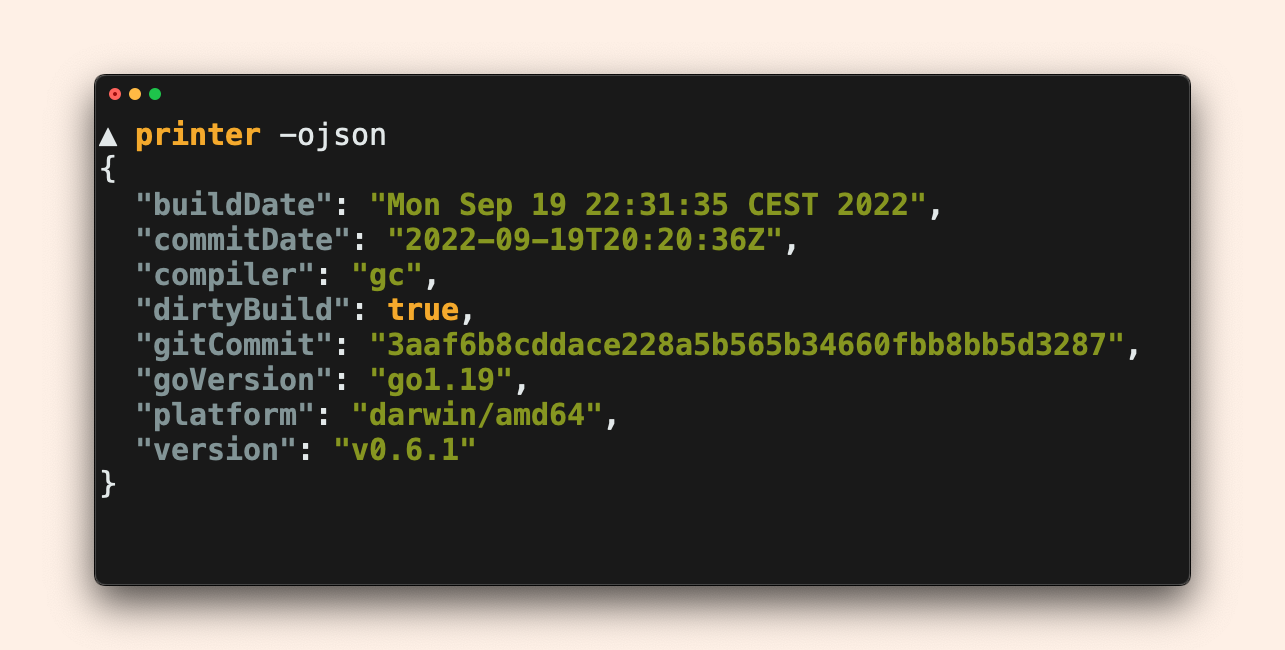 ▲ printer -ojson
{
  "buildDate": "Mon Sep 19 22:31:35 CEST 2022",
  "commitDate": "2022-09-19T20:20:36Z",
  "compiler": "gc",
  "dirtyBuild": true,
  "gitCommit": "3aaf6b8cddace228a5b565b34660fbb8bb5d3287",
  "goVersion": "go1.19",
  "platform": "darwin/amd64",
  "version": "v0.6.1"
}